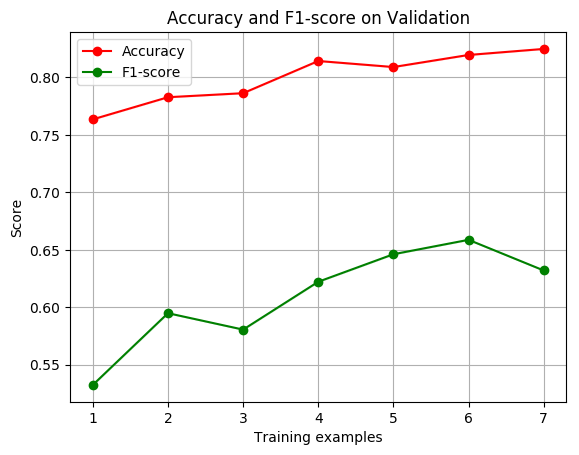 Accuracy and F1-score on Validation
Accuracy
F1-score
0.80
0.75
0.70
0.65
0.60
0.55
Score
1 2 3 4 5 6 7
Training examples